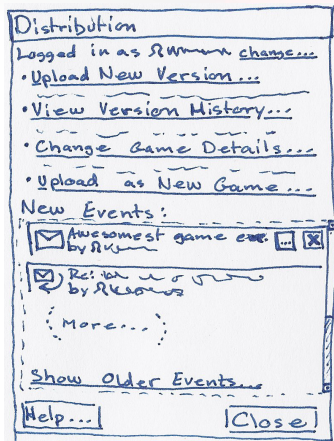 Distribution
Logged in as change...
• Upload New Version...
• View Version History...
• Change Game Details...
• Upload as New Game...
New Events:
Awesomest game ... X
by
Re:
by
(More...)
Show Older Events...
Help... Close